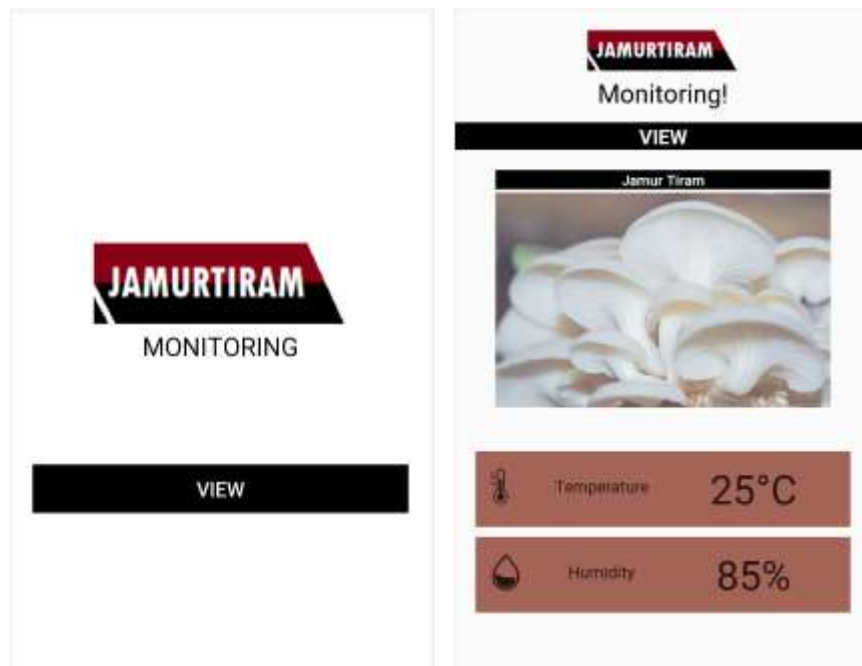 JAMURTIRAM
MONITORING
VIEW
JAMURTIRAM
Monitoring!
VIEW
Jamur Tiram
Temperature 25°C
Humidity 85%